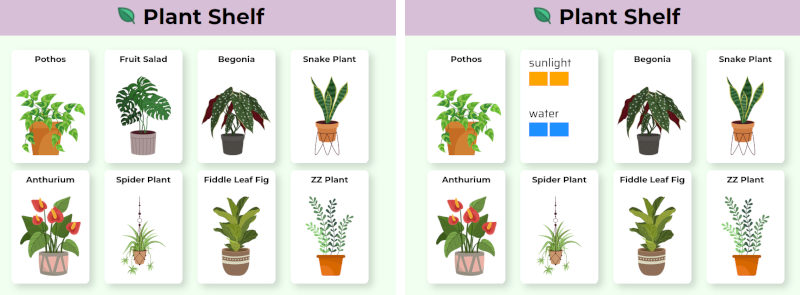 Plant Shelf
Pothos
Fruit Salad
Begonia
Snake Plant
Anthurium
Spider Plant
Fiddle Leaf Fig
ZZ Plant
Plant Shelf
Pothos
sunlight
water
Begonia
Snake Plant
Anthurium
Spider Plant
Fiddle Leaf Fig
ZZ Plant